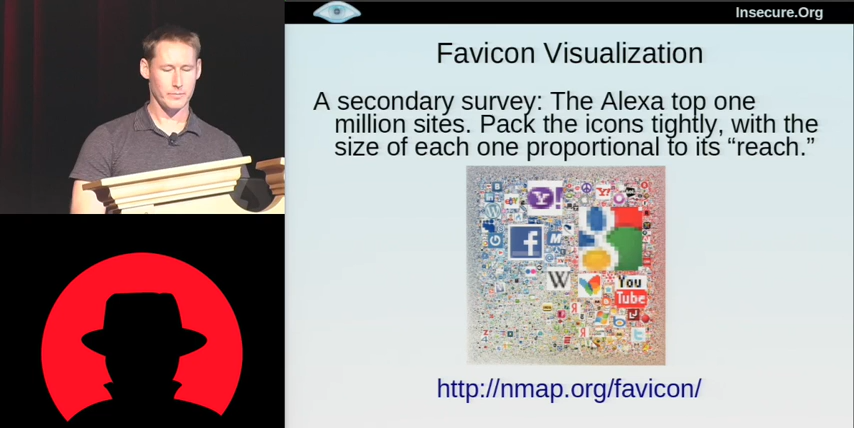 Insecure.Org
Favicon Visualization
A secondary survey: The Alexa top one
million sites. Pack the icons tightly, with the
size of each one proportional to its “reach.”
Y!
f
W
You
Tube
http://nmap.org/favicon/